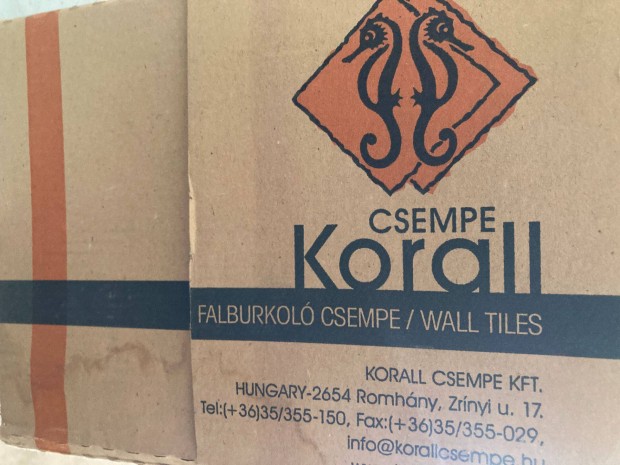 CSEMPE
Korall
FALBURKOLÓ CSEMPE / WALL TILES
KORALL CSEMPE KFT.
HUNGARY-2654 Romhány, Zrínyi u. 17.
Tel:(+36)35/355-150, Fax:(+36)35/355-029,
info@korallcsempe.hu